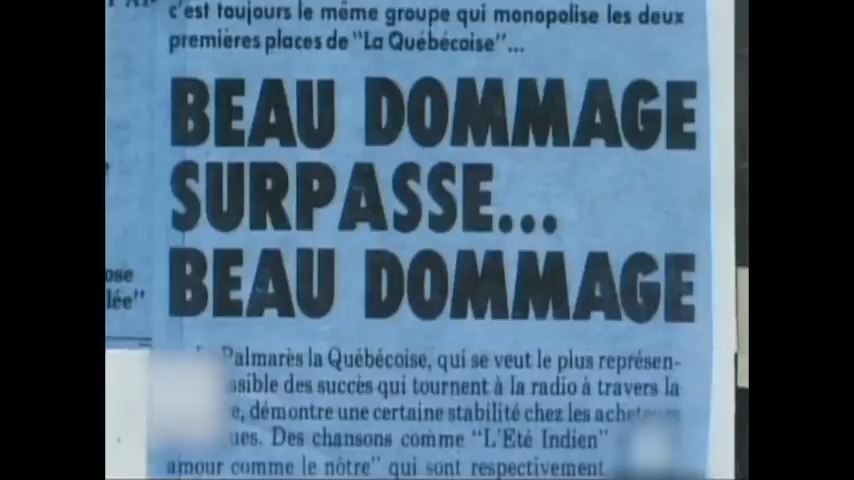 c'est toujours le même groupe qui monopolise les deux
premières places de "La Québécoise"...
BEAU DOMMAGE
SURPASSE...
BEAU DOMMAGE
ose
lée"
Palmarès la Québécoise, qui se veut le plus représen-
des succès qui tournent à la radio à travers la
démontre une certaine stabilité chez les
Des chansons comme "L'Eté Indien"
amour comme le nôtre" qui sont respectivement